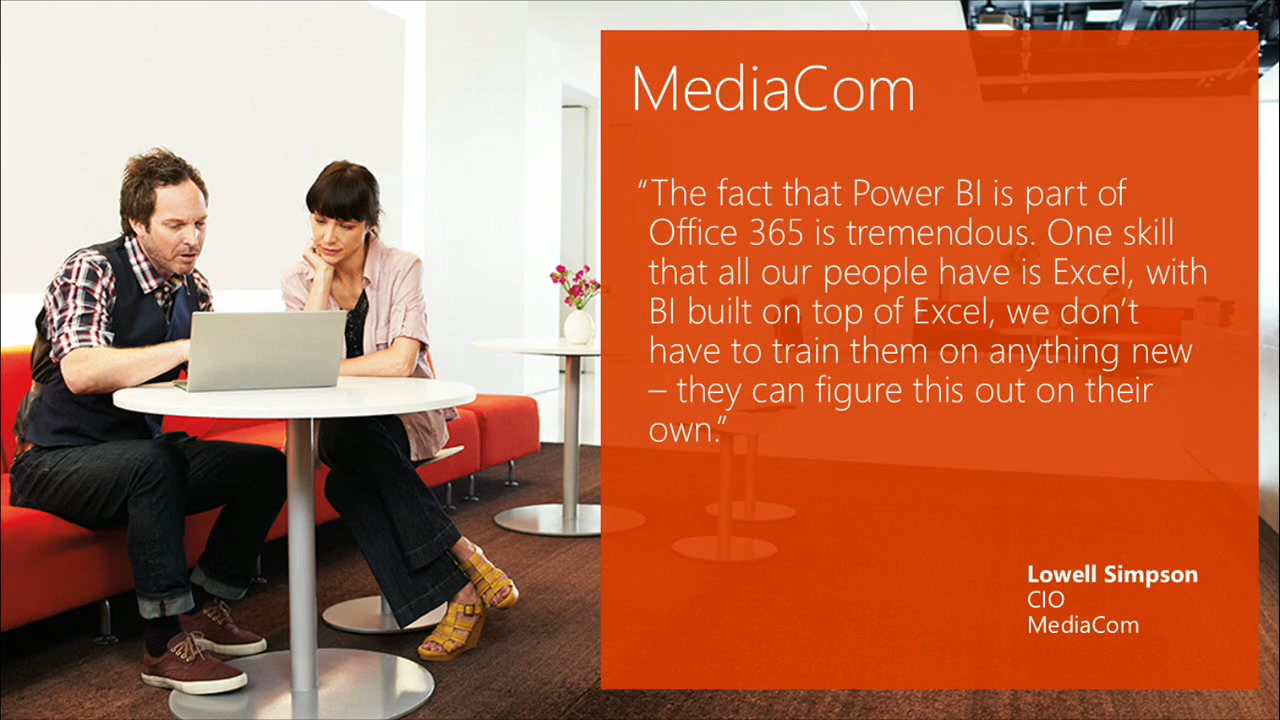 MediaCom
“The fact that Power BI is part of
Office 365 is tremendous. One skill
that all our people have is Excel, with
BI built on top of Excel, we don’t
have to train them on anything new
– they can figure this out on their
own.”
Lowell Simpson
CIO
MediaCom